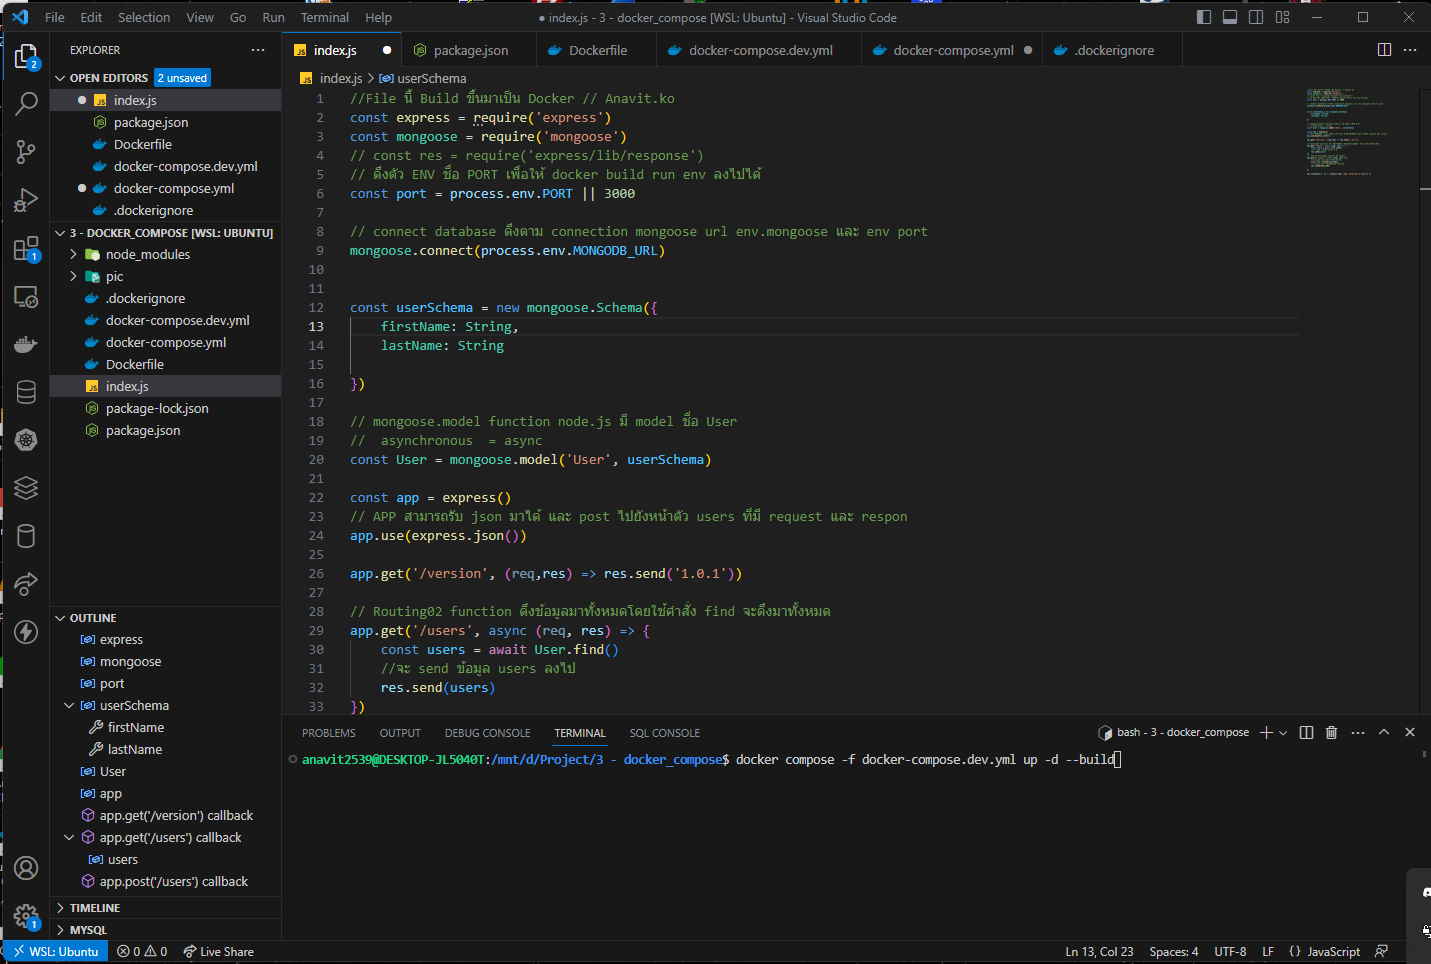 File Edit Selection View Go Run Terminal Help
● index.js - 3 - docker_compose [WSL: Ubuntu] - Visual Studio Code
EXPLORER
OPEN EDITORS 2 unsaved
index.js
package.json
Dockerfile
docker-compose.dev.yml
docker-compose.yml
.dockerignore
3 - DOCKER_COMPOSE [WSL: UBUNTU]
node_modules
pic
.dockerignore
docker-compose.dev.yml
docker-compose.yml
Dockerfile
index.js
package-lock.json
package.json
OUTLINE
express
mongoose
port
userSchema
firstName
lastName
User
app
app.get('/version') callback
app.get('/users') callback
users
app.post('/users') callback
TIMELINE
MYSQL
index.js package.json Dockerfile docker-compose.dev.yml docker-compose.yml .dockerignore
index.js > userSchema
1 //File นี้ Build ขึ้นมาเป็น Docker // Anavit.ko
2 const express = require('express')
3 const mongoose = require('mongoose')
4 // const res = require('express/lib/response')
5 // ดึงตัว ENV ชื่อ PORT เพื่อให้ docker build run env ลงไปได้
6 const port = process.env.PORT || 3000
7
8 // connect database ดึงตาม connection mongoose url env.mongoose และ env port
9 mongoose.connect(process.env.MONGODB_URL)
10
11
12 const userSchema = new mongoose.Schema({
13 firstName: String,
14 lastName: String
15
16 })
17
18 // mongoose.model function node.js มี model ชื่อ User
19 // asynchronous = async
20 const User = mongoose.model('User', userSchema)
21
22 const app = express()
23 // APP สามารถรับ json มาได้ และ post ไปยังหน้าตัว users ที่มี request และ respon
24 app.use(express.json())
25
26 app.get('/version', (req,res) => res.send('1.0.1'))
27
28 // Routing02 function ดึงข้อมูลมาทั้งหมดโดยใช้คำสั่ง find จะดึงมาทั้งหมด
29 app.get('/users', async (req, res) => {
30 const users = await User.find()
31 //จะ send ข้อมูล users ลงไป
32 res.send(users)
33 })
PROBLEMS OUTPUT DEBUG CONSOLE TERMINAL SQL CONSOLE
bash - 3 - docker_compose
anavit2539@DESKTOP-JL5040T:/mnt/d/Project/3 - docker_compose$ docker compose -f docker-compose.dev.yml up -d --build
WSL: Ubuntu 0 0 Live Share
Ln 13, Col 23 Spaces: 4 UTF-8 LF {} JavaScript